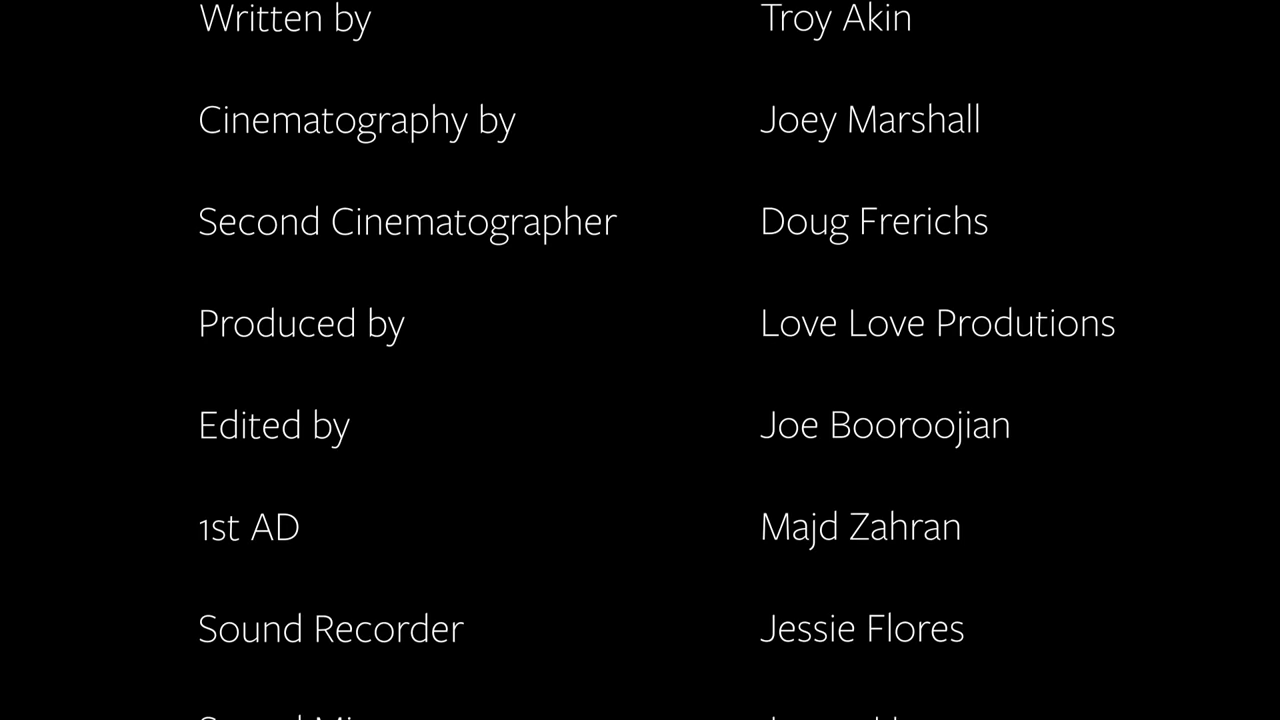 Written by Troy Akin
Cinematography by Joey Marshall
Second Cinematographer Doug Frerichs
Produced by Love Love Produtions
Edited by Joe Booroojian
1st AD Majd Zahran
Sound Recorder Jessie Flores